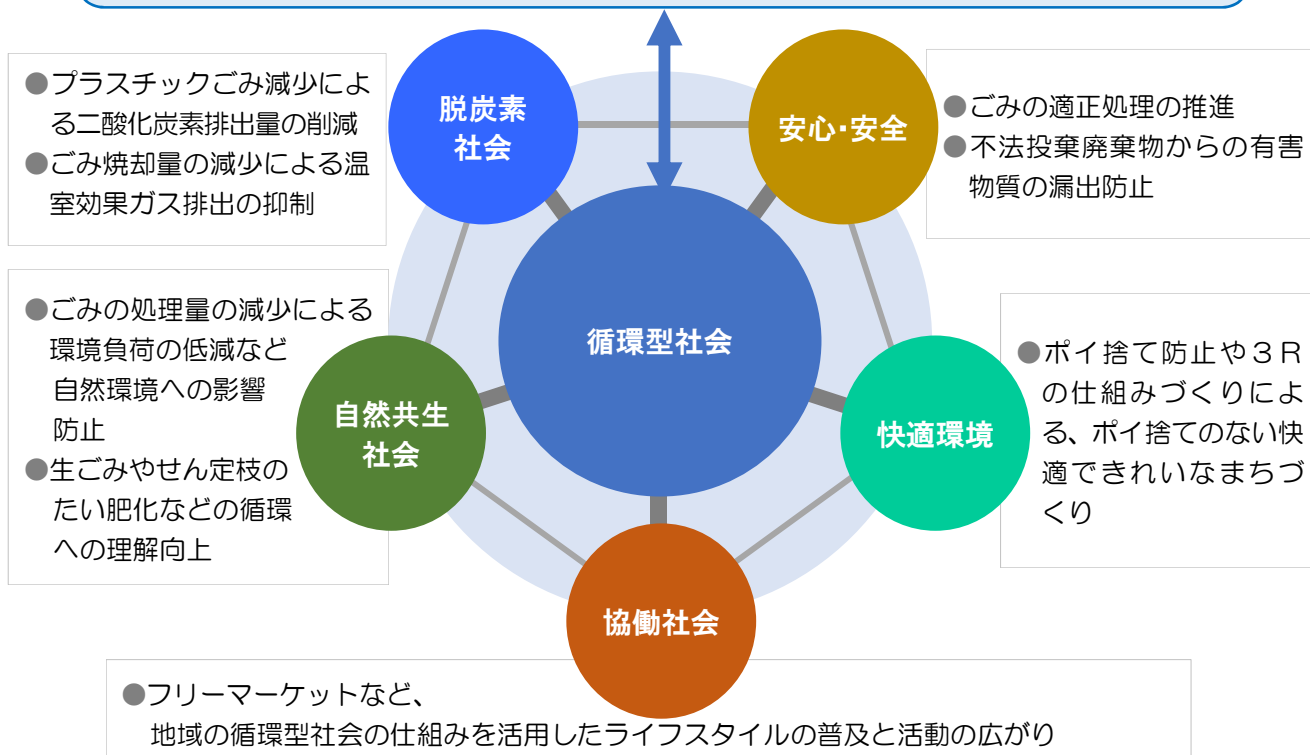 ●プラスチックごみ減少によ
る二酸化炭素排出量の削減
●ごみ焼却量の減少による温
室効果ガス排出の抑制
脱炭素
社会
安心・安全
●ごみの適正処理の推進
●不法投棄廃棄物からの有害
物質の漏出防止
●ごみの処理量の減少による
環境負荷の低減など
自然環境への影響
防止
●生ごみやせん定枝の
たい肥化などの循環
への理解向上
循環型社会
自然共生
社会
快適環境
●ポイ捨て防止や３Ｒ
の仕組みづくりによ
る、ポイ捨てのない快
適できれいなまちづ
くり
協働社会
●フリーマーケットなど、
地域の循環型社会の仕組みを活用したライフスタイルの普及と活動の広がり